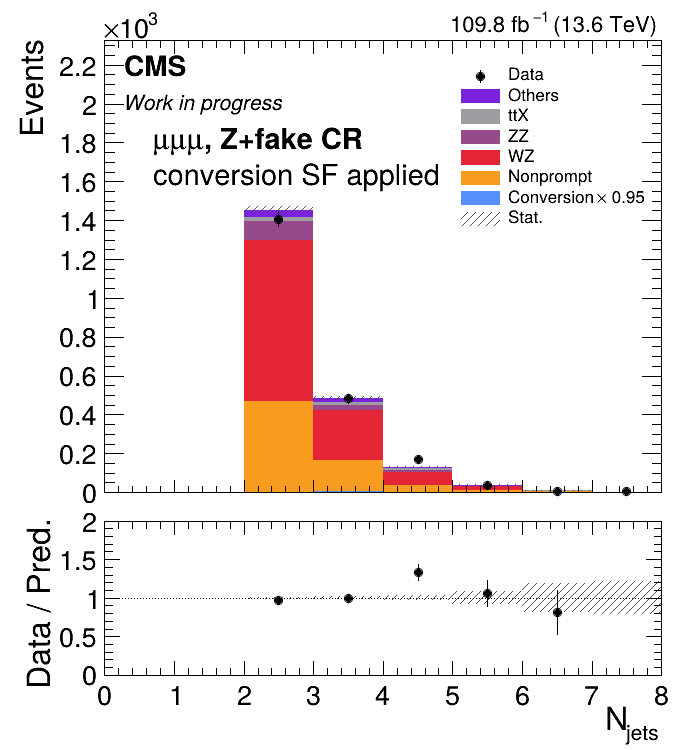 ×10³
109.8 fb⁻¹ (13.6 TeV)
Events
CMS
Work in progress
μμμ, Z+fake CR
conversion SF applied
Data
Others
ttX
ZZ
WZ
Nonprompt
Conversion × 0.95
Stat.
2.2
2
1.8
1.6
1.4
1.2
1
0.8
0.6
0.4
0.2
0
Data / Pred.
2
1.5
1
0.5
0
0 1 2 3 4 5 6 7 8
N_jets